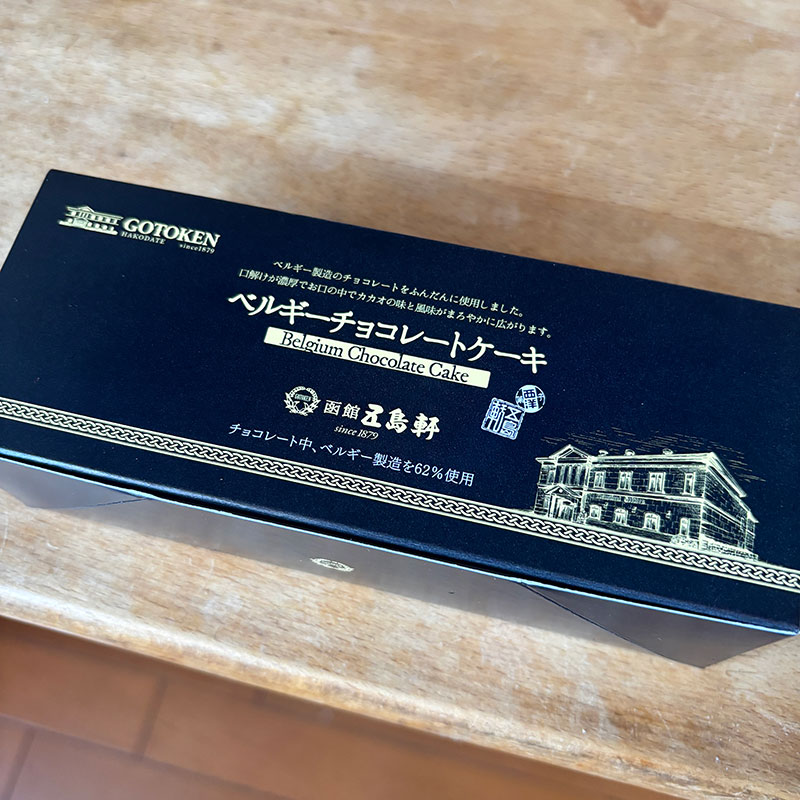 GOTOKEN
HAKODATE since1879
ベルギー製造のチョコレートをふんだんに使用しました。
口解けが濃厚でお口の中でカカオの味と風味がまろやかに広がります。
ベルギーチョコレートケーキ
Belgium Chocolate Cake
函館 五島軒
since1879
チョコレート中、ベルギー製造を62%使用